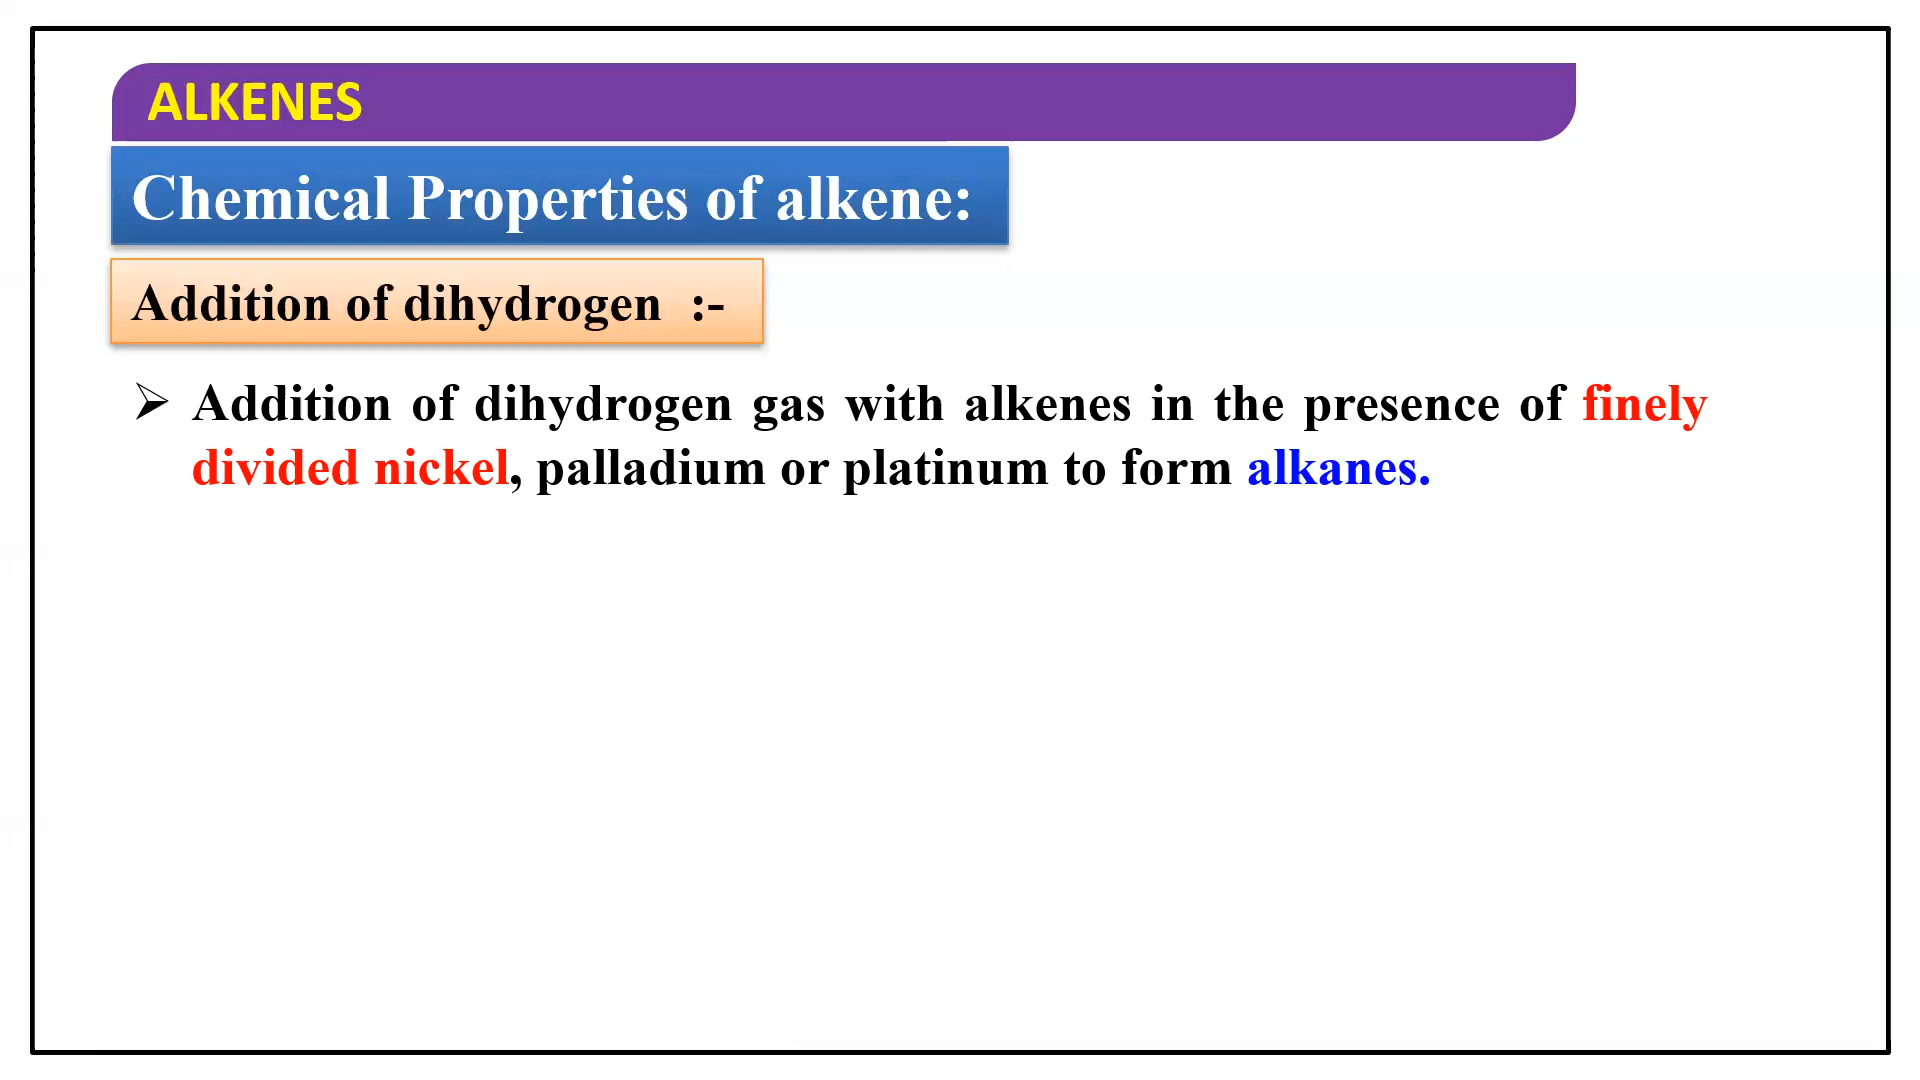 ALKENES
Chemical Properties of alkene:
Addition of dihydrogen :-
➢ Addition of dihydrogen gas with alkenes in the presence of finely
divided nickel, palladium or platinum to form alkanes.